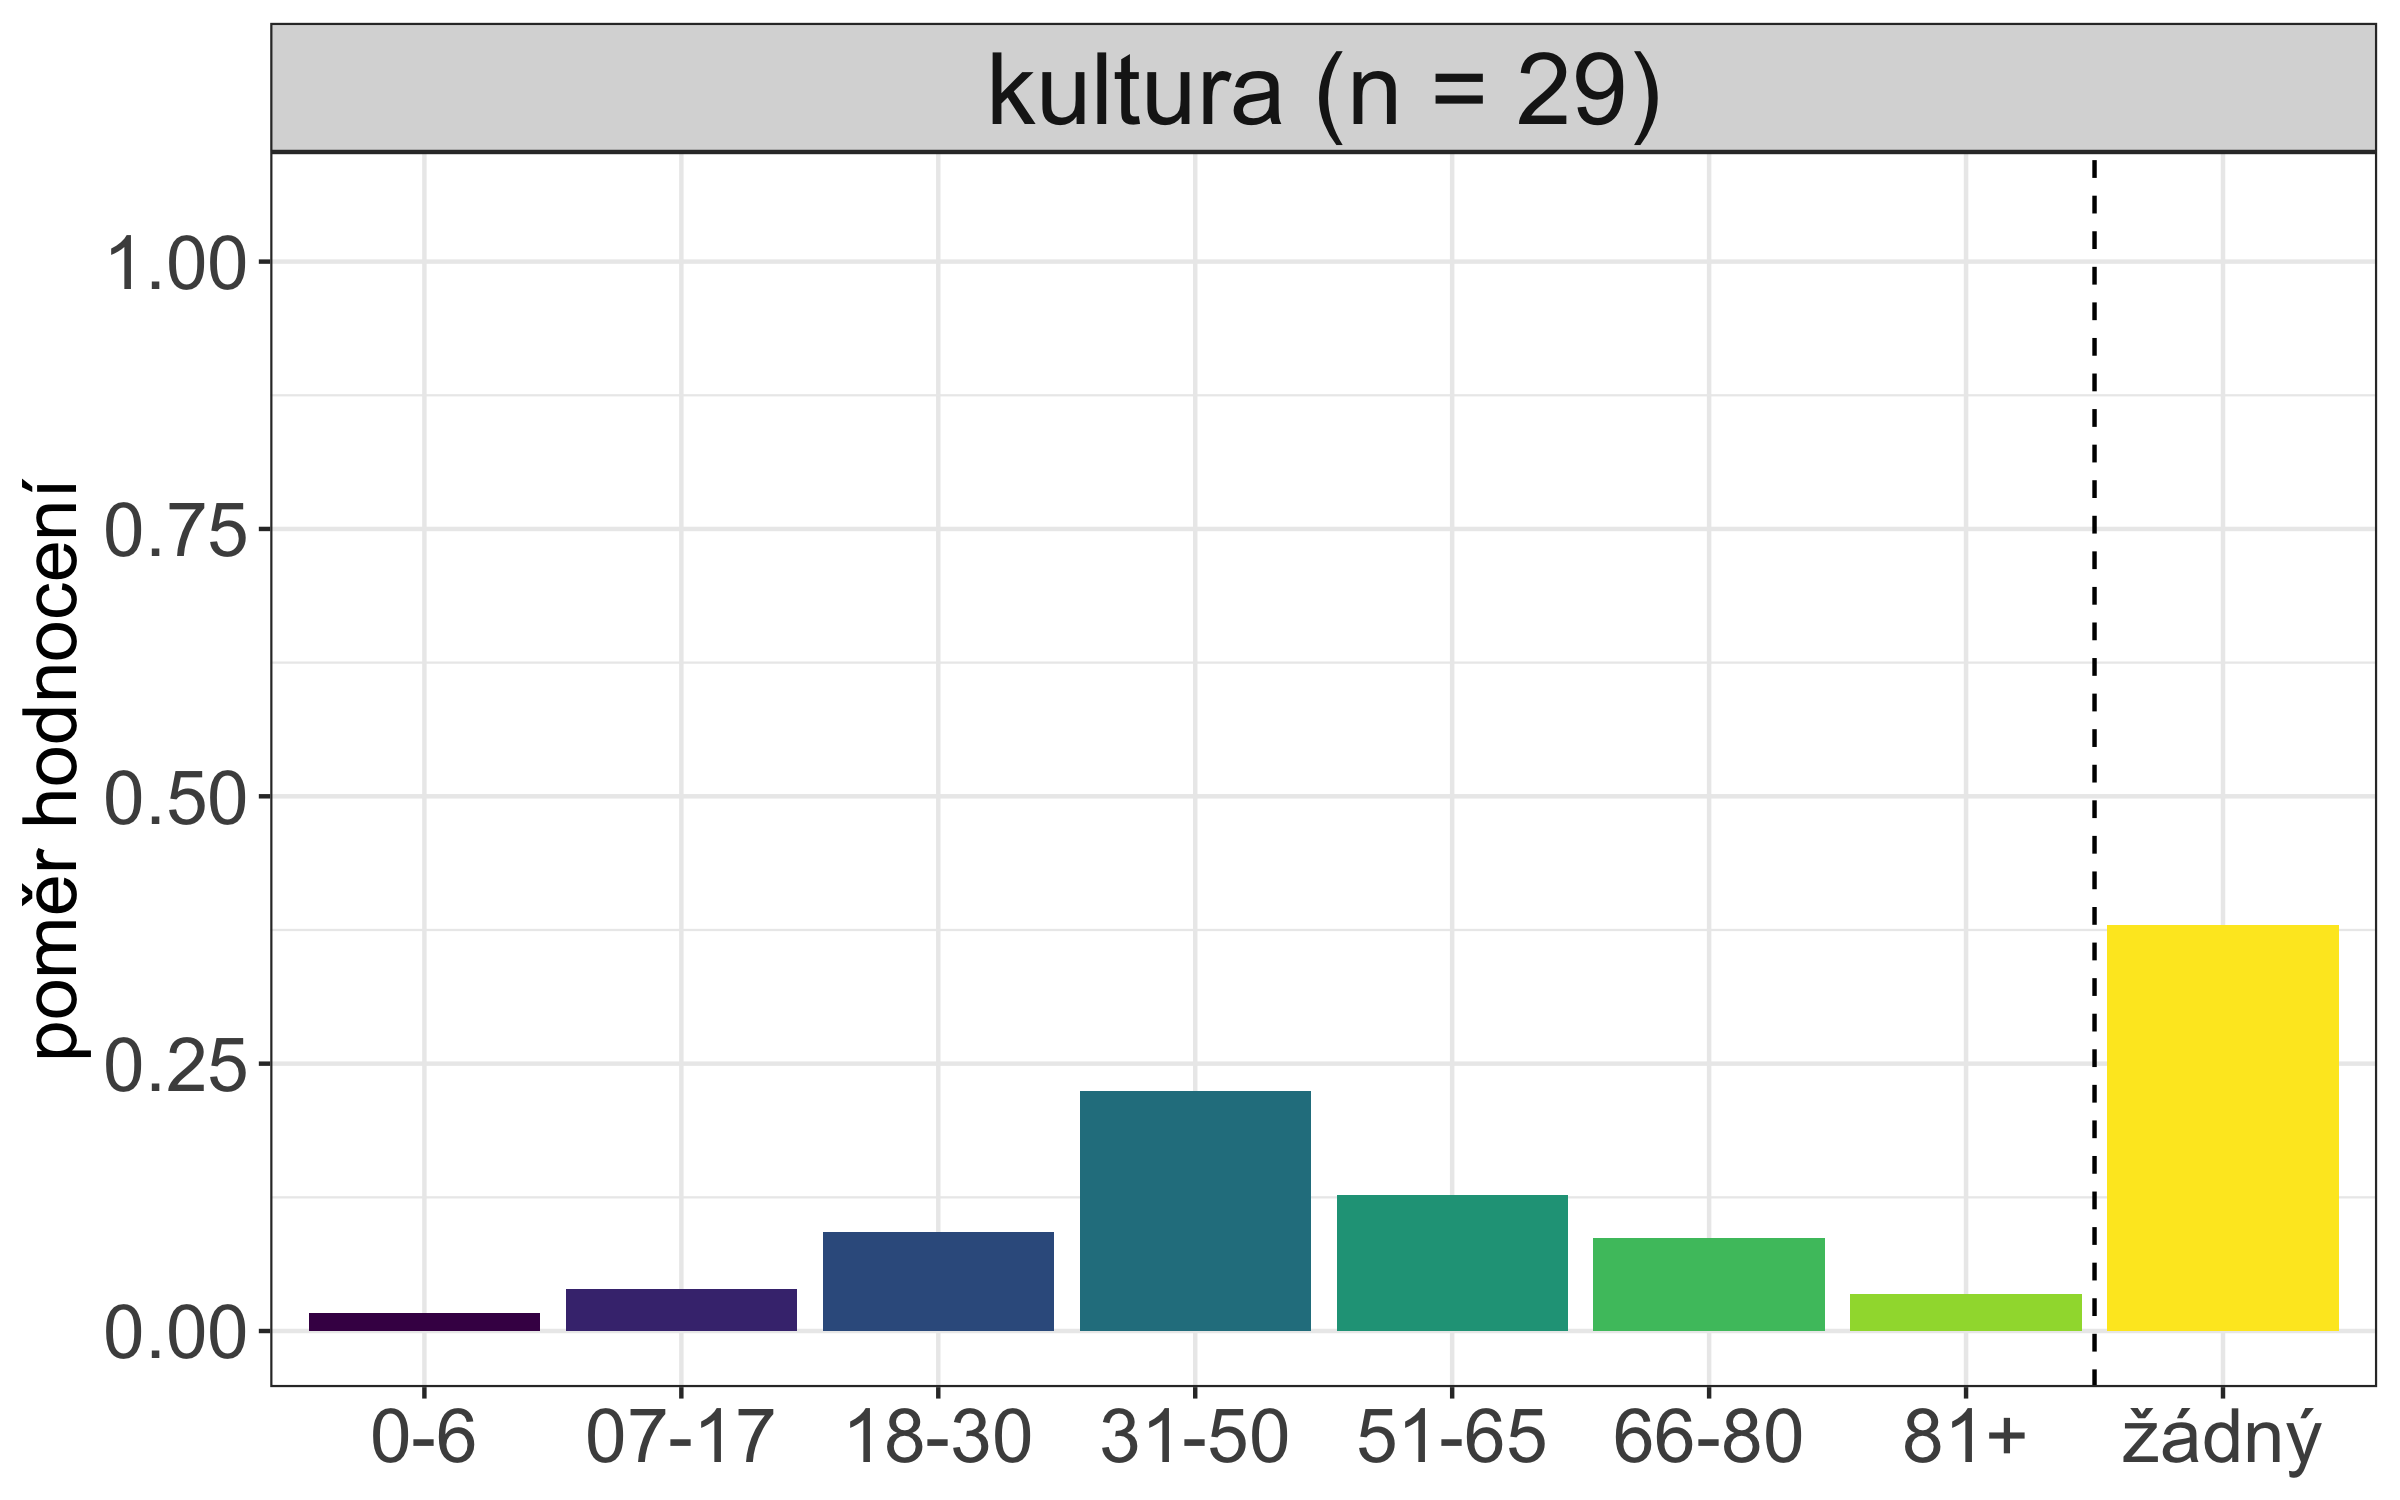 kultura (n = 29)
poměr hodnocení
1.00
0.75
0.50
0.25
0.00
0-6 07-17 18-30 31-50 51-65 66-80 81+ žádný